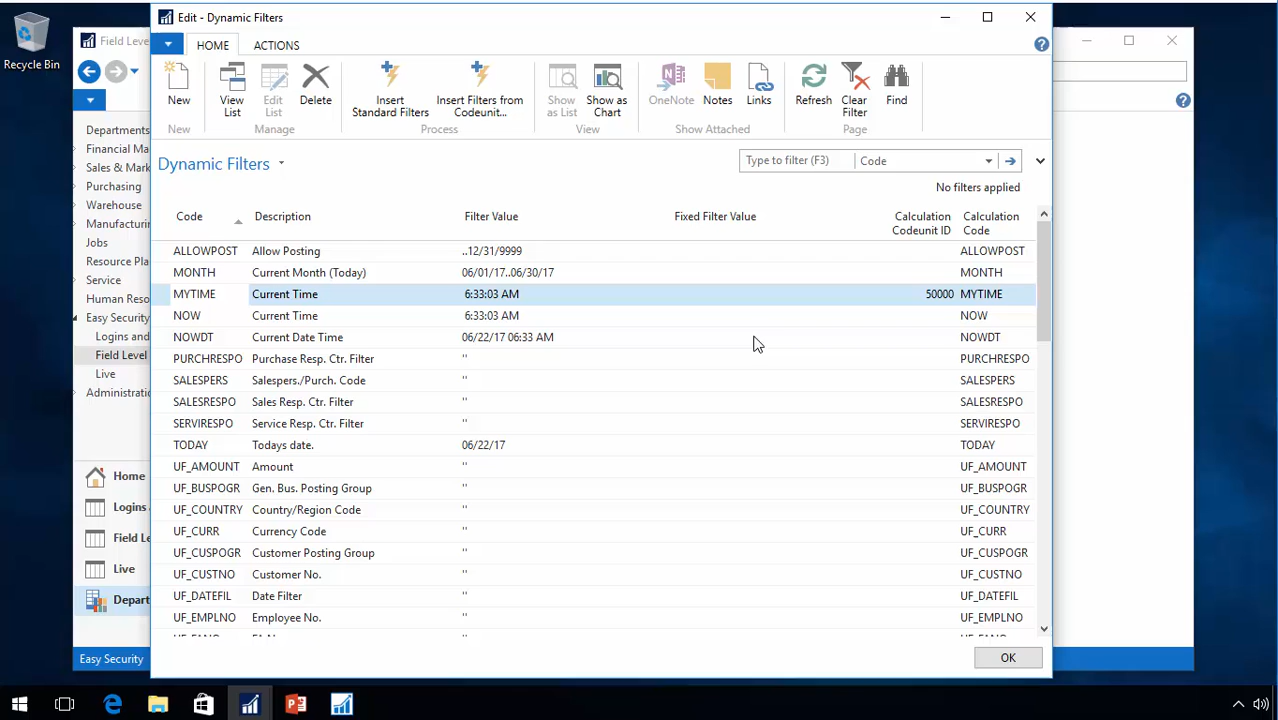 Recycle Bin
Field Leve
Edit - Dynamic Filters
HOME
ACTIONS
New
View List
Edit List
Delete
Insert Standard Filters
Insert Filters from Codeunit...
Show as List
Show as Chart
OneNote
Notes
Links
Refresh
Clear Filter
Find
New
Manage
Process
View
Show Attached
Page
Dynamic Filters
Type to filter (F3)
Code
No filters applied
Code
Description
Filter Value
Fixed Filter Value
Calculation Codeunit ID
Calculation Code
ALLOWPOST Allow Posting ..12/31/9999 ALLOWPOST
MONTH Current Month (Today) 06/01/17..06/30/17 MONTH
MYTIME Current Time 6:33:03 AM 50000 MYTIME
NOW Current Time 6:33:03 AM NOW
NOWDT Current Date Time 06/22/17 06:33 AM NOWDT
PURCHRESPO Purchase Resp. Ctr. Filter '' PURCHRESPO
SALESPERS Salespers./Purch. Code '' SALESPERS
SALESRESPO Sales Resp. Ctr. Filter '' SALESRESPO
SERVIRESPO Service Resp. Ctr. Filter '' SERVIRESPO
TODAY Todays date. 06/22/17 TODAY
UF_AMOUNT Amount '' UF_AMOUNT
UF_BUSPOGR Gen. Bus. Posting Group '' UF_BUSPOGR
UF_COUNTRY Country/Region Code '' UF_COUNTRY
UF_CURR Currency Code '' UF_CURR
UF_CUSPOGR Customer Posting Group '' UF_CUSPOGR
UF_CUSTNO Customer No. '' UF_CUSTNO
UF_DATEFIL Date Filter '' UF_DATEFIL
UF_EMPLNO Employee No. '' UF_EMPLNO
OK
Departments
Financial Ma
Sales & Mark
Purchasing
Warehouse
Manufacturin
Jobs
Resource Pla
Service
Human Reso
Easy Security
Logins and
Field Level
Live
Administrati
Home
Logins
Field Le
Live
Depart
Easy Security